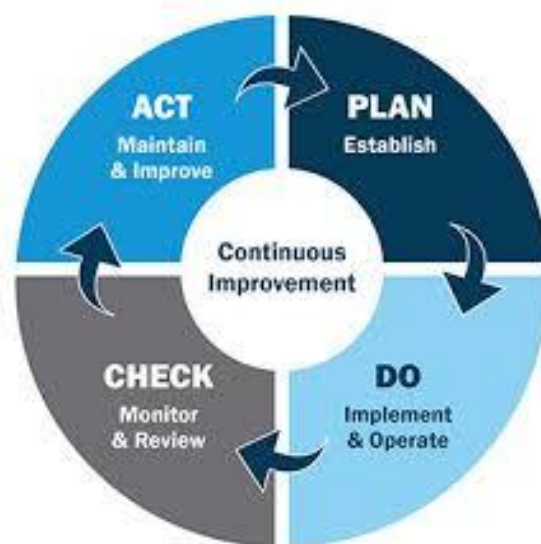 ACT
Maintain
& Improve
PLAN
Establish
Continuous
Improvement
CHECK
Monitor
& Review
DO
Implement
& Operate